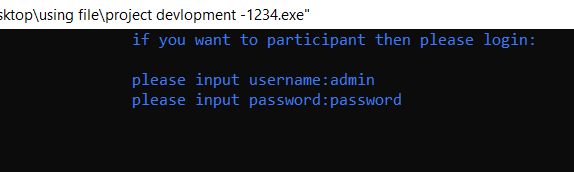 sktop\using file\project devlopment -1234.exe"
if you want to participant then please login:
please input username:admin
please input password:password